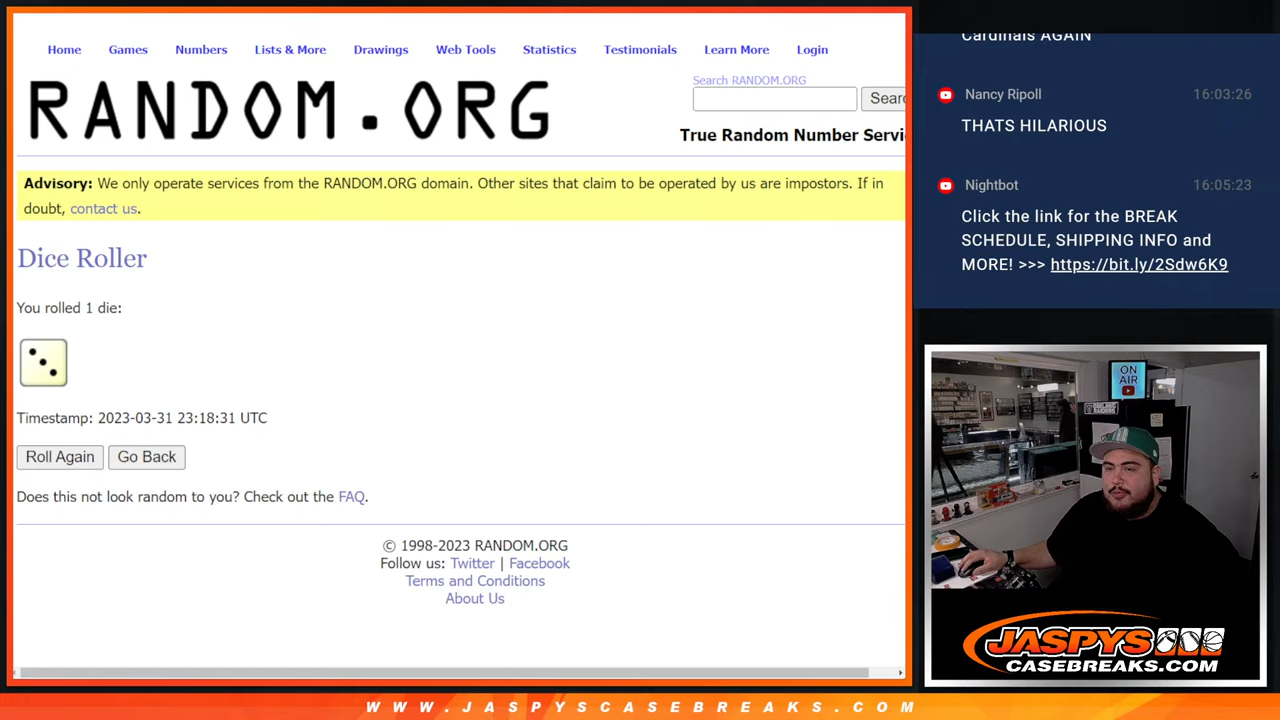 Home Games Numbers Lists & More Drawings Web Tools Statistics Testimonials Learn More Login
RANDOM.ORG
Search RANDOM.ORG
Searc
True Random Number Servi
Advisory: We only operate services from the RANDOM.ORG domain. Other sites that claim to be operated by us are impostors. If in
doubt, contact us.
Dice Roller
You rolled 1 die:
Timestamp: 2023-03-31 23:18:31 UTC
Roll Again Go Back
Does this not look random to you? Check out the FAQ.
© 1998-2023 RANDOM.ORG
Follow us: Twitter | Facebook
Terms and Conditions
About Us
Cardinals AGAIN
Nancy Ripoll 16:03:26
THATS HILARIOUS
Nightbot 16:05:23
Click the link for the BREAK
SCHEDULE, SHIPPING INFO and
MORE! >>> https://bit.ly/2Sdw6K9
ON
AIR
JASPYS
CASEBREAKS.COM
WWW.JASPYSCASEBREAKS.COM